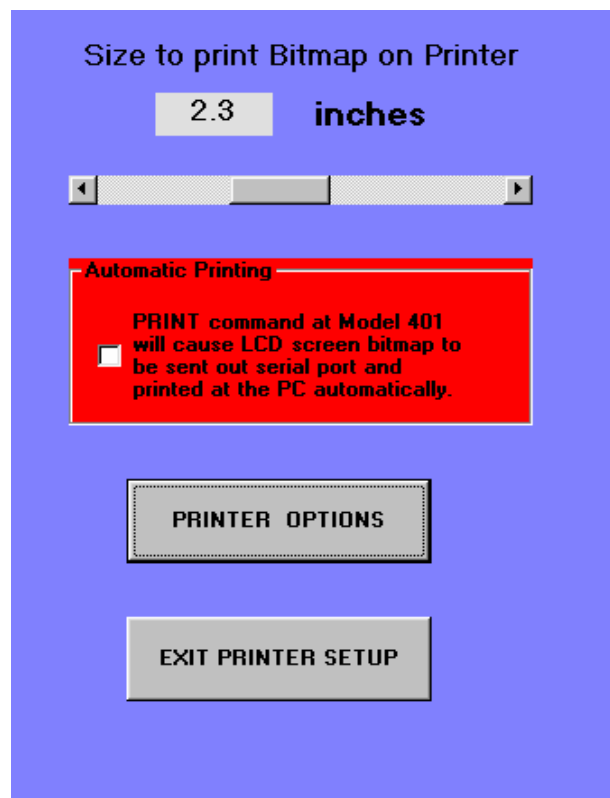 Size to print Bitmap on Printer
2.3 inches
Automatic Printing
PRINT command at Model 401
will cause LCD screen bitmap to
be sent out serial port and
printed at the PC automatically.
PRINTER OPTIONS
EXIT PRINTER SETUP